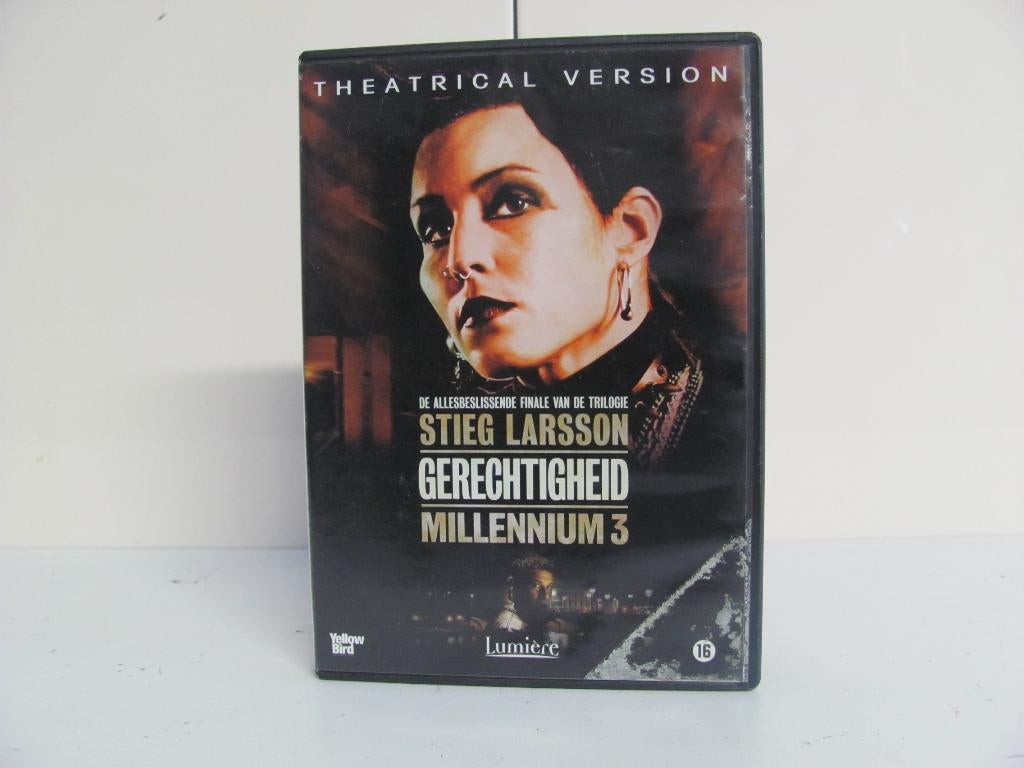 THEATRICAL VERSION
DE ALLESBESLISSENDE FINALE VAN DE TRILOGIE
STIEG LARSSON
GERECHTIGHEID
MILLENNIUM 3
Yellow
Bird
Lumière
16